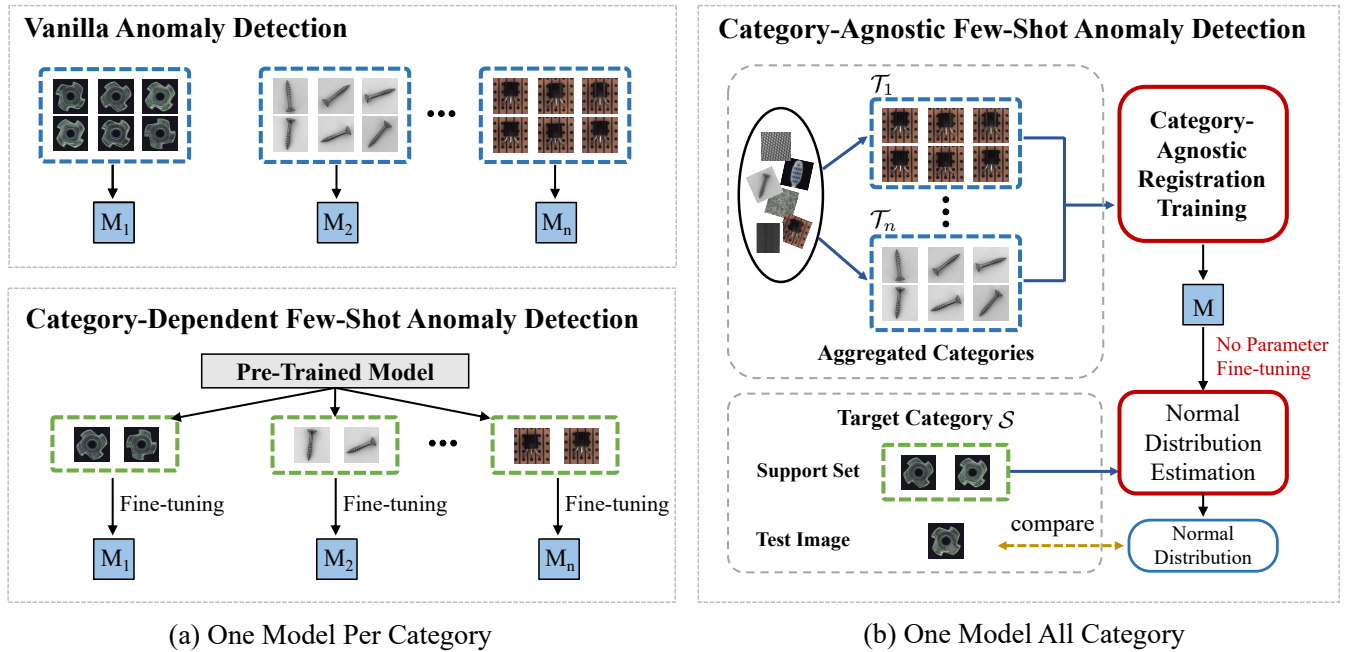 Vanilla Anomaly Detection
M1
M2
Mn
Category-Dependent Few-Shot Anomaly Detection
Pre-Trained Model
Fine-tuning
Fine-tuning
Fine-tuning
M1
M2
Mn
(a) One Model Per Category
Category-Agnostic Few-Shot Anomaly Detection
𝒯1
𝒯n
Aggregated Categories
Category-
Agnostic
Registration
Training
M
No Parameter
Fine-tuning
Target Category 𝒮
Support Set
Test Image
compare
Normal
Distribution
Estimation
Normal
Distribution
(b) One Model All Category